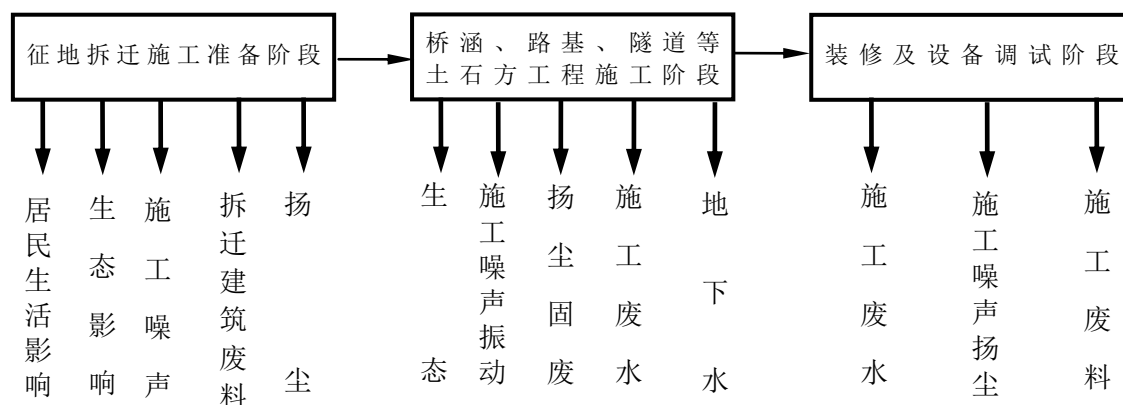 征地拆迁施工准备阶段
桥涵、路基、隧道等
土石方工程施工阶段
装修及设备调试阶段
居民生活影响
生态影响
施工噪声
拆迁建筑废料
扬尘
生态
施工噪声振动
扬尘固废
施工废水
地下水
施工废水
施工噪声扬尘
施工废料